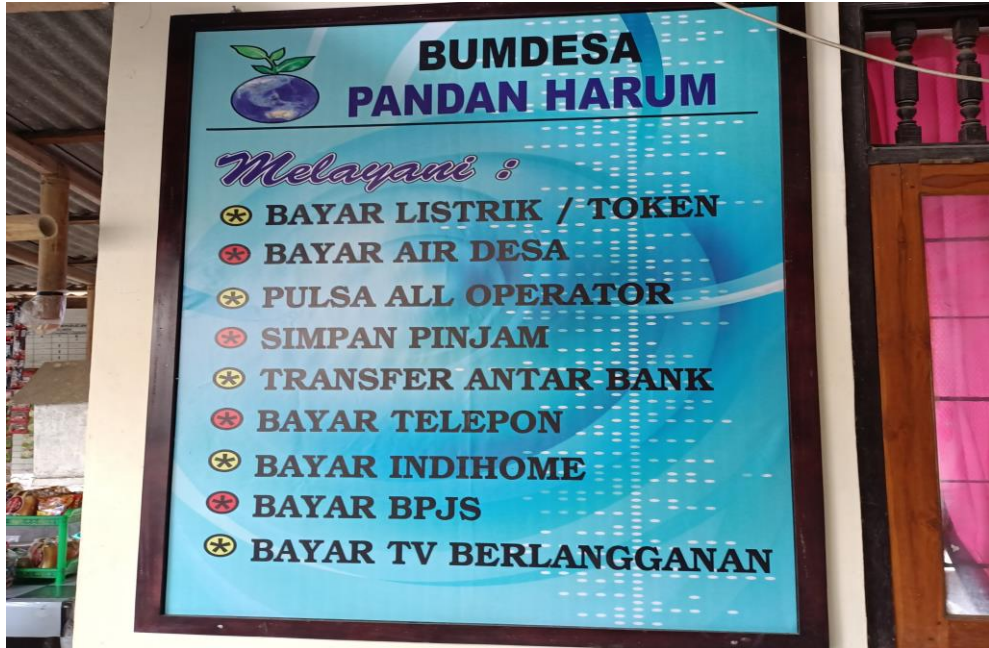 BUMDESA
PANDAN HARUM
Melayani :
BAYAR LISTRIK / TOKEN
BAYAR AIR DESA
PULSA ALL OPERATOR
SIMPAN PINJAM
TRANSFER ANTAR BANK
BAYAR TELEPON
BAYAR INDIHOME
BAYAR BPJS
BAYAR TV BERLANGGANAN